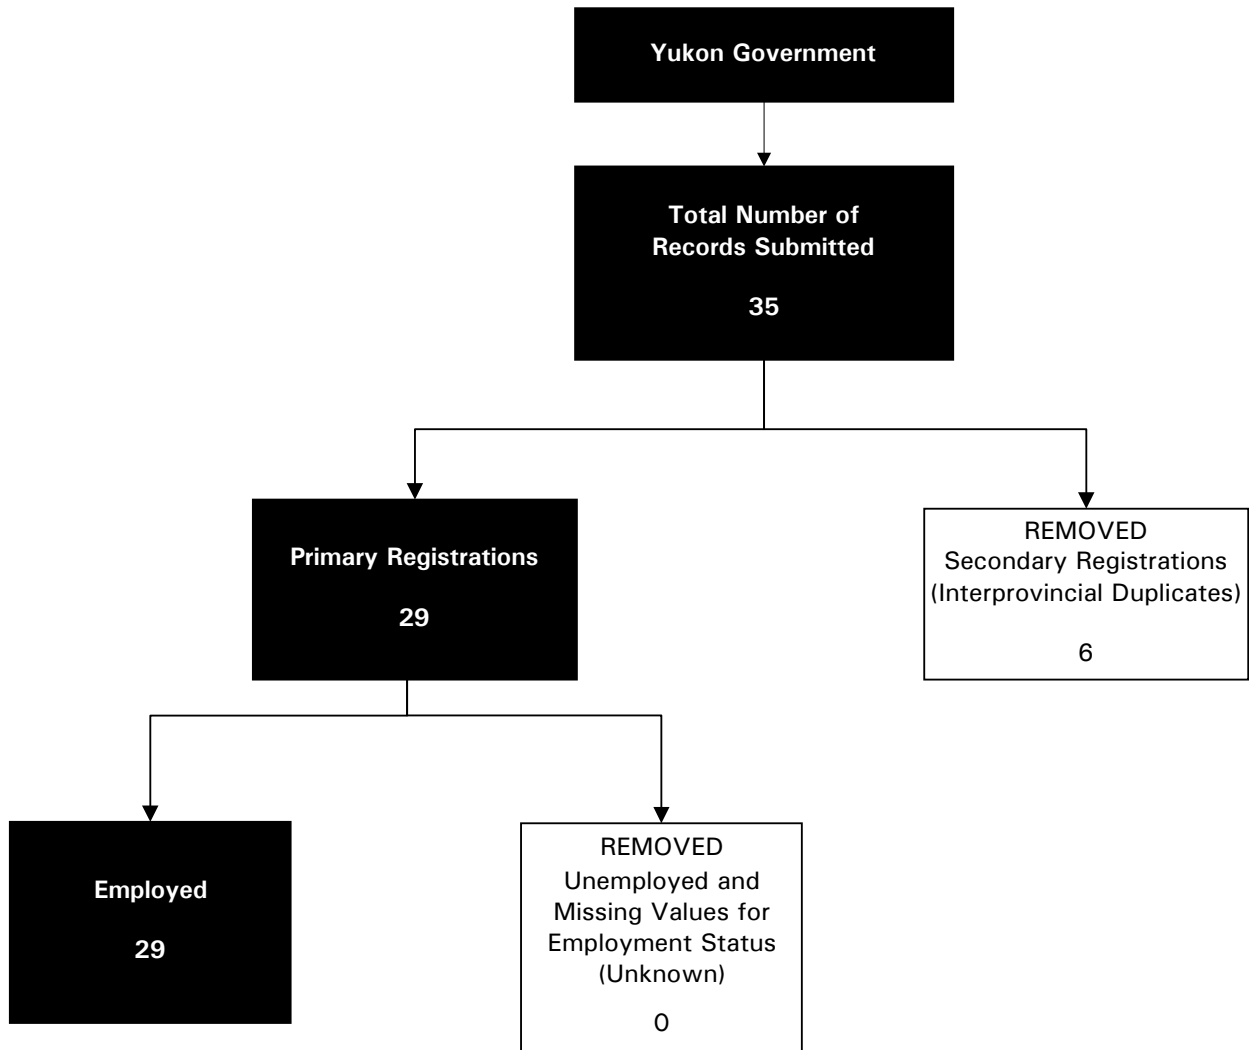 Yukon Government
Total Number of
Records Submitted
35
Primary Registrations
29
REMOVED
Secondary Registrations
(Interprovincial Duplicates)
6
Employed
29
REMOVED
Unemployed and
Missing Values for
Employment Status
(Unknown)
0